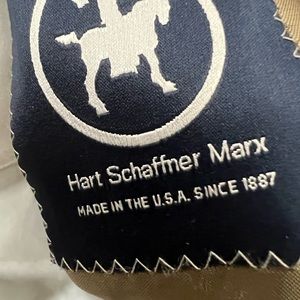 Hart Schaffner Marx
MADE IN THE U.S.A. SINCE 1887